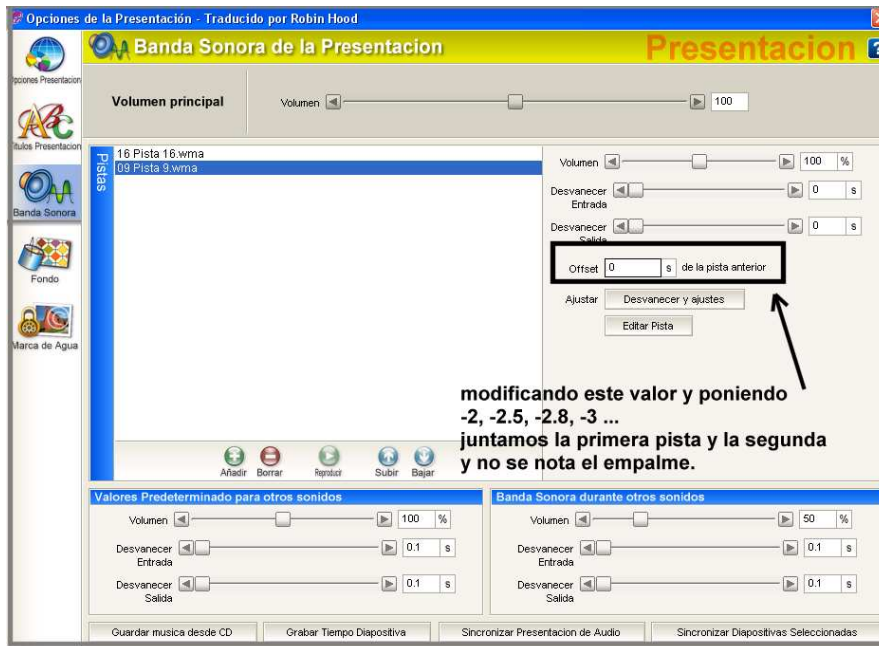 Opciones de la Presentación - Traducido por Robin Hood
Banda Sonora de la Presentacion
Presentacion
?
Opciones Presentacion
Titulos Presentacion
Banda Sonora
Fondo
Marca de Agua
Volumen principal
Volumen 100
Pistas
16 Pista 16.wma
09 Pista 9.wma
Volumen 100 %
Desvanecer Entrada 0 s
Desvanecer Salida 0 s
Offset 0 s de la pista anterior
Ajustar Desvanecer y ajustes
Editar Pista
modificando este valor y poniendo
-2, -2.5, -2.8, -3 ...
juntamos la primera pista y la segunda
y no se nota el empalme.
Añadir Borrar Reproducir Subir Bajar
Valores Predeterminado para otros sonidos
Volumen 100 %
Desvanecer Entrada 0.1 s
Desvanecer Salida 0.1 s
Banda Sonora durante otros sonidos
Volumen 50 %
Desvanecer Entrada 0.1 s
Desvanecer Salida 0.1 s
Guardar musica desde CD
Grabar Tiempo Diapositiva
Sincronizar Presentacion de Audio
Sincronizar Diapositivas Seleccionadas